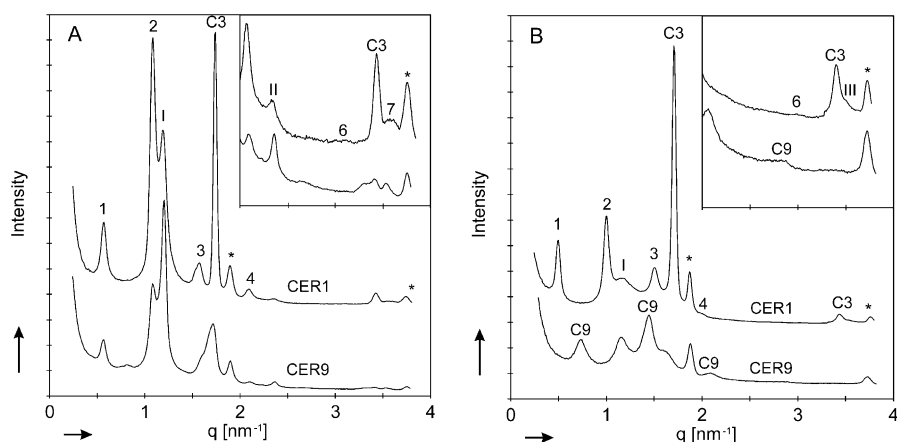 A
2
I
C3
1
3
*
4
CER1
*
CER9
II
6
C3
7
*
Intensity
0 1 2 3 4
q [nm⁻¹]
B
C3
1
2
I
3
*
4
CER1
C3
*
C9
C9
C9
CER9
6
C3
III
*
C9
Intensity
0 1 2 3 4
q [nm⁻¹]